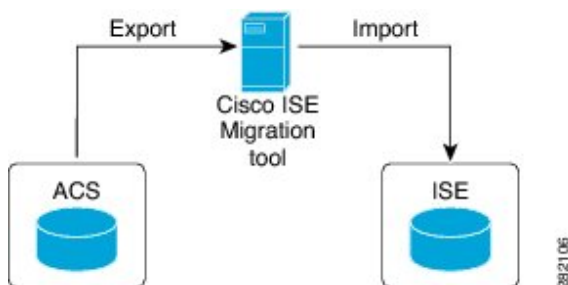 Export
Import
Cisco ISE
Migration
tool
ACS
ISE
282106